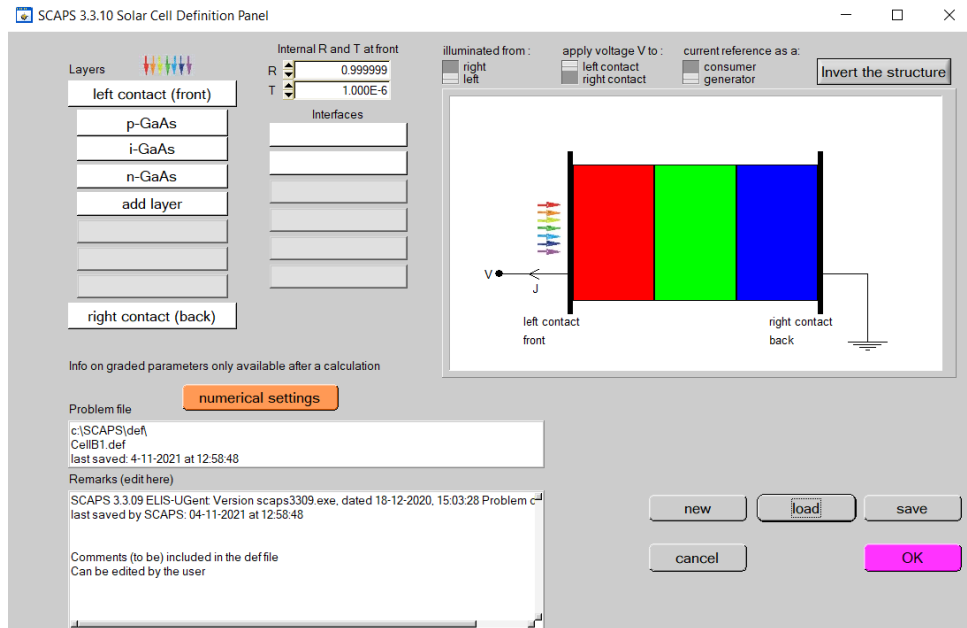 SCAPS 3.3.10 Solar Cell Definition Panel
Layers
left contact (front)
p-GaAs
i-GaAs
n-GaAs
add layer
right contact (back)
Internal R and T at front
R 0.999999
T 1.000E-6
Interfaces
illuminated from :
right
left
apply voltage V to :
left contact
right contact
current reference as a:
consumer
generator
Invert the structure
V
J
left contact
front
right contact
back
Info on graded parameters only available after a calculation
numerical settings
Problem file
c:\SCAPS\def\
CellB1.def
last saved: 4-11-2021 at 12:58:48
Remarks (edit here)
SCAPS 3.3.09 ELIS-UGent: Version scaps3309.exe, dated 18-12-2020, 15:03:28 Problem c
last saved by SCAPS: 04-11-2021 at 12:58:48
Comments (to be) included in the def file
Can be edited by the user
new
load
save
cancel
OK